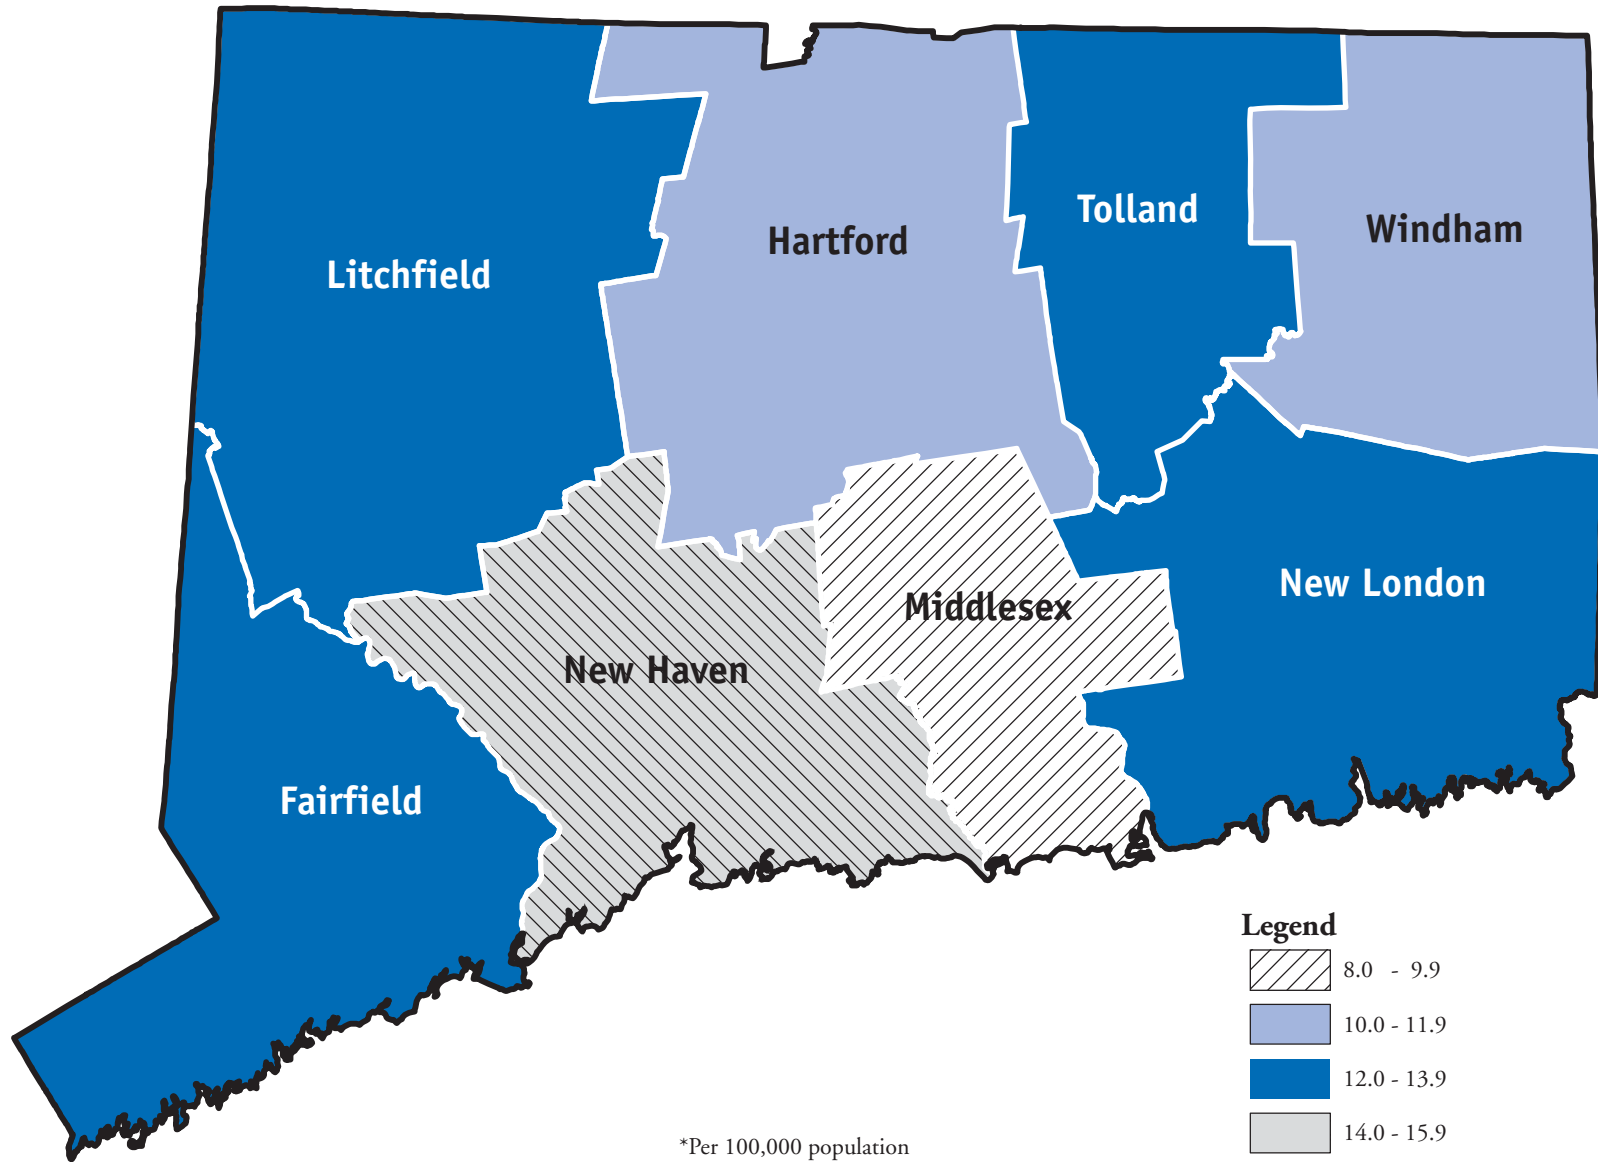 Tolland
Windham
Hartford
Litchfield
New London
Middlesex
New Haven
Fairfield
Legend
8.0 - 9.9
10.0 - 11.9
12.0 - 13.9
14.0 - 15.9
*Per 100,000 population